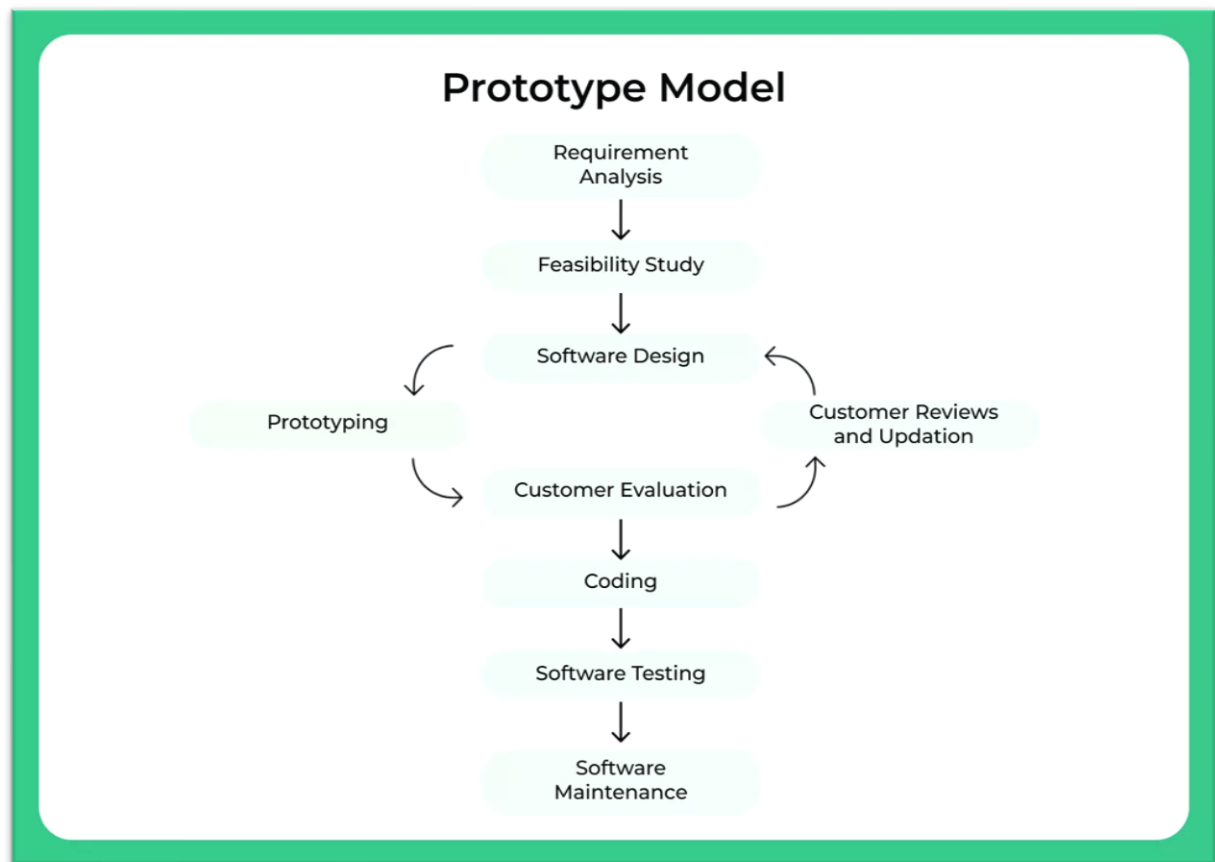 Prototype Model
Requirement
Analysis
Feasibility Study
Software Design
Prototyping
Customer Reviews
and Updation
Customer Evaluation
Coding
Software Testing
Software
Maintenance